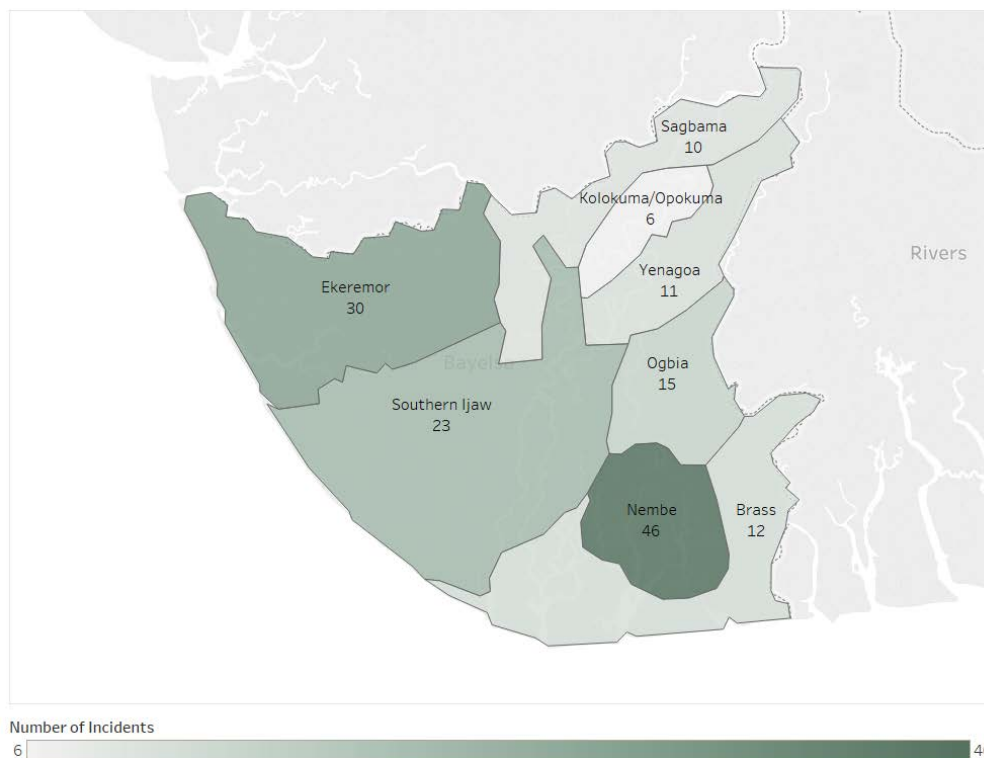 Sagbama
10
Kolokuma/Opokuma
6
Rivers
Yenagoa
11
Ekeremor
30
Ogbia
15
Southern Ijaw
23
Nembe
46
Brass
12
Number of Incidents
6